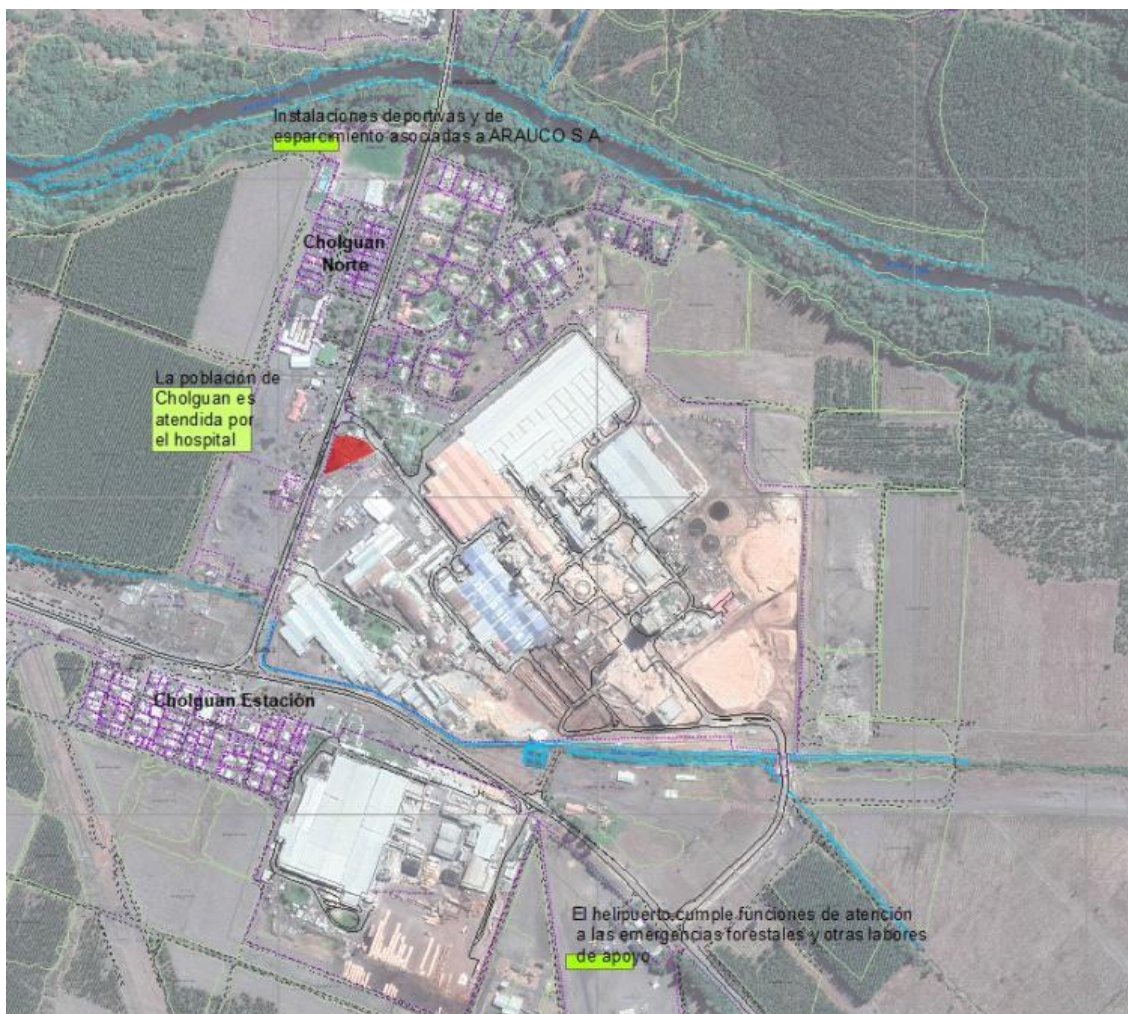 Instalaciones deportivas y de
esparcimiento asociadas a ARAUCO S.A.
Cholguan
Norte
La población de
Cholguan es
atendida por
el hospital
Cholguan Estación
El helipuerto cumple funciones de atención
a las emergencias forestales y otras labores
de apoyo